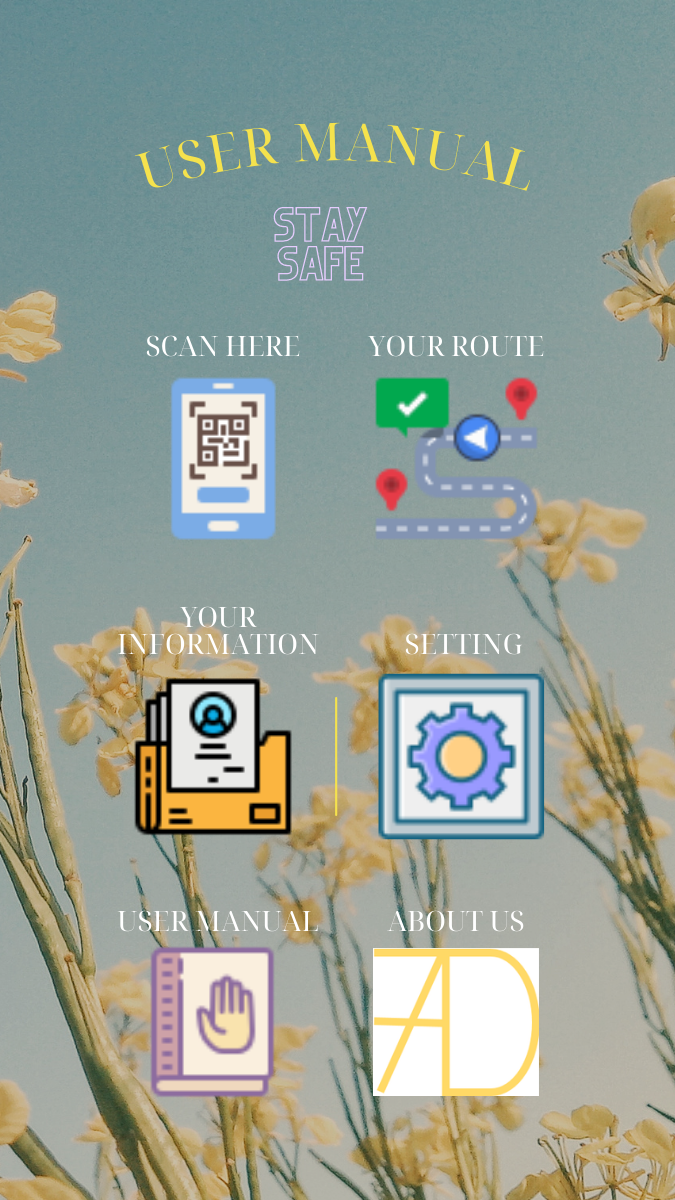 USER MANUAL
STAY
SAFE
SCAN HERE
YOUR ROUTE
YOUR
INFORMATION
SETTING
USER MANUAL
ABOUT US
AD